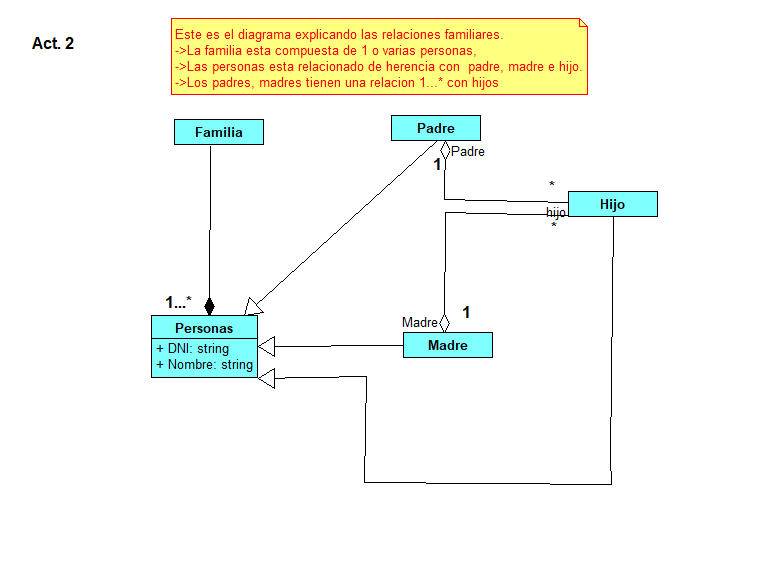 Act. 2
Este es el diagrama explicando las relaciones familiares.
->La familia esta compuesta de 1 o varias personas,
->Las personas esta relacionado de herencia con  padre, madre e hijo.
->Los padres, madres tienen una relacion 1...* con hijos
Familia
Padre
Padre
1
*
Hijo
hijo
*
1...*
1
Madre
Madre
Personas
+ DNI: string
+ Nombre: string